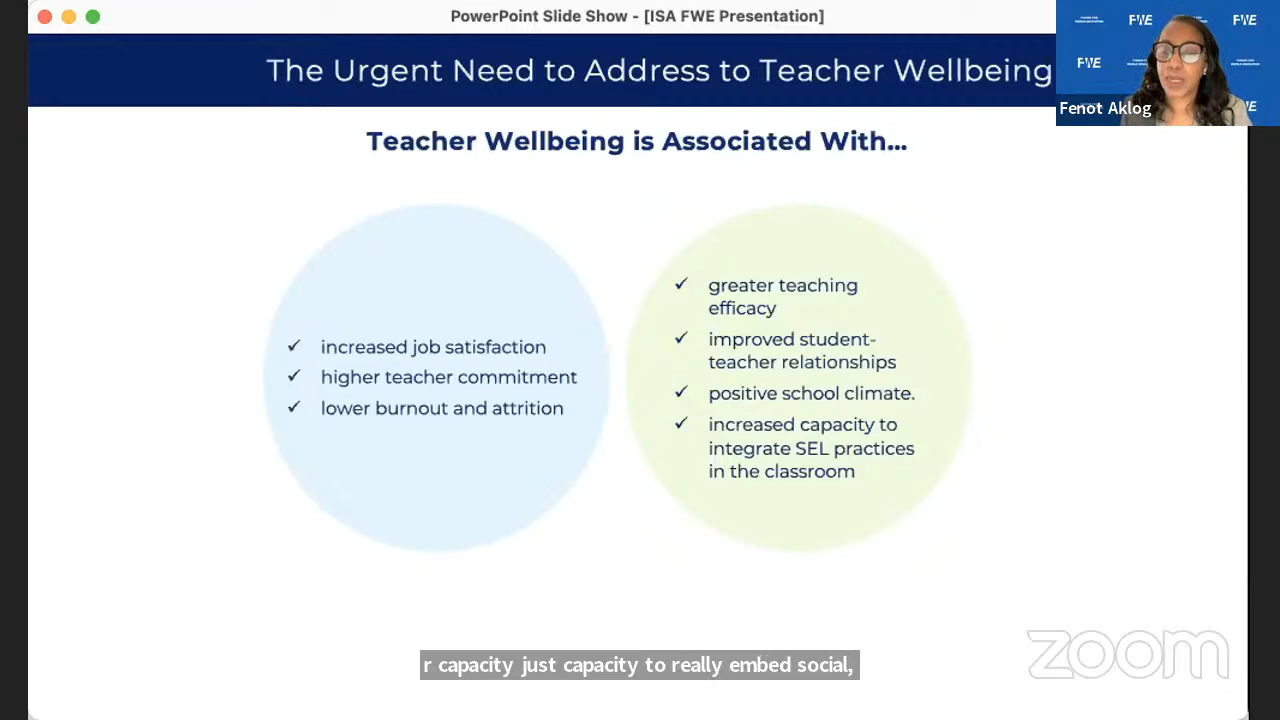 PowerPoint Slide Show - [ISA FWE Presentation]
The Urgent Need to Address to Teacher Wellbeing
FWE
FWE
FWE
Fenot Aklog
Teacher Wellbeing is Associated With...
✓ increased job satisfaction
✓ higher teacher commitment
✓ lower burnout and attrition
✓ greater teaching
efficacy
✓ improved student-
teacher relationships
✓ positive school climate.
✓ increased capacity to
integrate SEL practices
in the classroom
r capacity just capacity to really embed social,
zoom